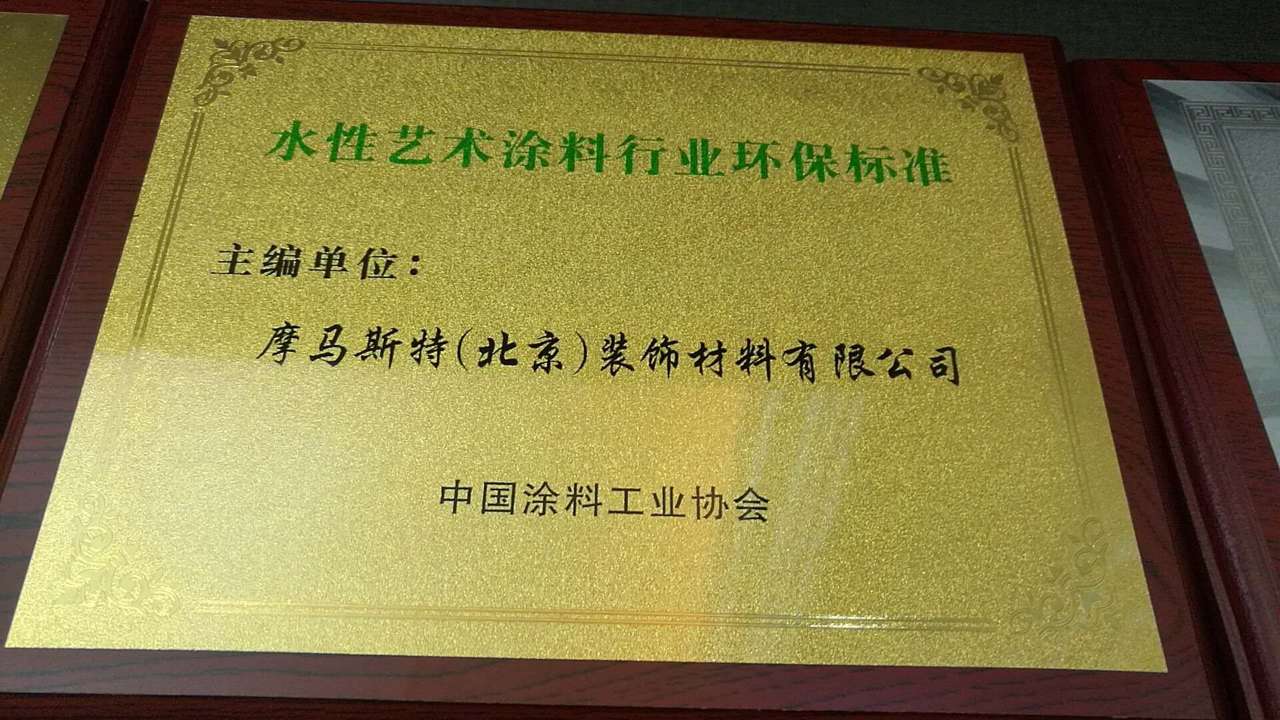 水性艺术涂料行业环保标准
主编单位：
摩马斯特(北京)装饰材料有限公司
中国涂料工业协会